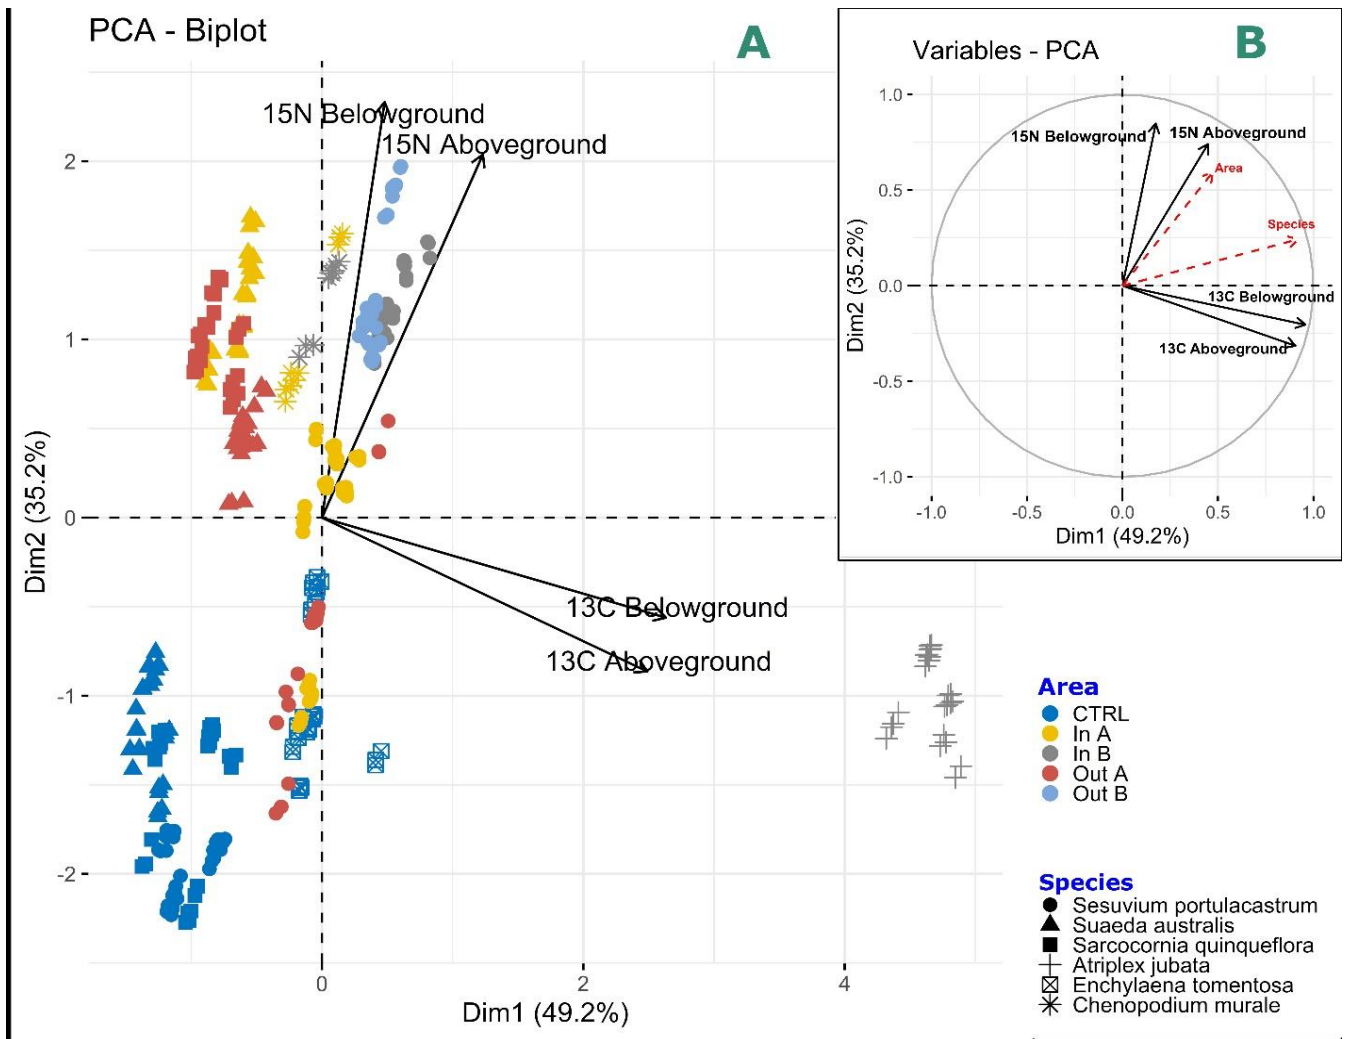 PCA - Biplot
A
15N Belowground
15N Aboveground
13C Belowground
13C Aboveground
2
1
0
-1
-2
Dim2 (35.2%)
0
2
4
Dim1 (49.2%)
Variables - PCA
B
15N Belowground
15N Aboveground
Area
Species
13C Belowground
13C Aboveground
1.0
0.5
0.0
-0.5
-1.0
Dim2 (35.2%)
-1.0
-0.5
0.0
0.5
1.0
Dim1 (49.2%)
Area
CTRL
In A
In B
Out A
Out B
Species
Sesuvium portulacastrum
Suaeda australis
Sarcocornia quinqueflora
Atriplex jubata
Enchylaena tomentosa
Chenopodium murale